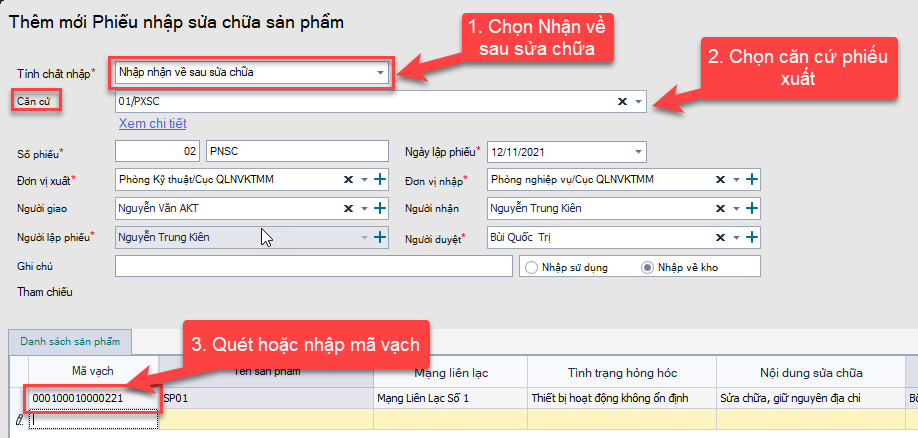 Thêm mới Phiếu nhập sửa chữa sản phẩm
1. Chọn Nhận về
sau sửa chữa
2. Chọn căn cứ phiếu
xuất
Tính chất nhập* Nhập nhận về sau sửa chữa
Căn cứ 01/PXSC
Xem chi tiết
Số phiếu* 02 PNSC Ngày lập phiếu* 12/11/2021
Đơn vị xuất* Phòng Kỹ thuật/Cục QLNVKTMM Đơn vị nhập* Phòng nghiệp vụ/Cục QLNVKTMM
Người giao Nguyễn Văn AKT Người nhận Nguyễn Trung Kiên
Người lập phiếu* Nguyễn Trung Kiên Người duyệt* Bùi Quốc Trị
Ghi chú Nhập sử dụng Nhập về kho
Tham chiếu
3. Quét hoặc nhập mã vạch
Danh sách sản phẩm
Mã vạch Tên sản phẩm Mạng liên lạc Tình trạng hỏng hóc Nội dung sửa chữa
000100010000221 SP01 Mạng Liên Lạc Số 1 Thiết bị hoạt động không ổn định Sửa chữa, giữ nguyên địa chỉ